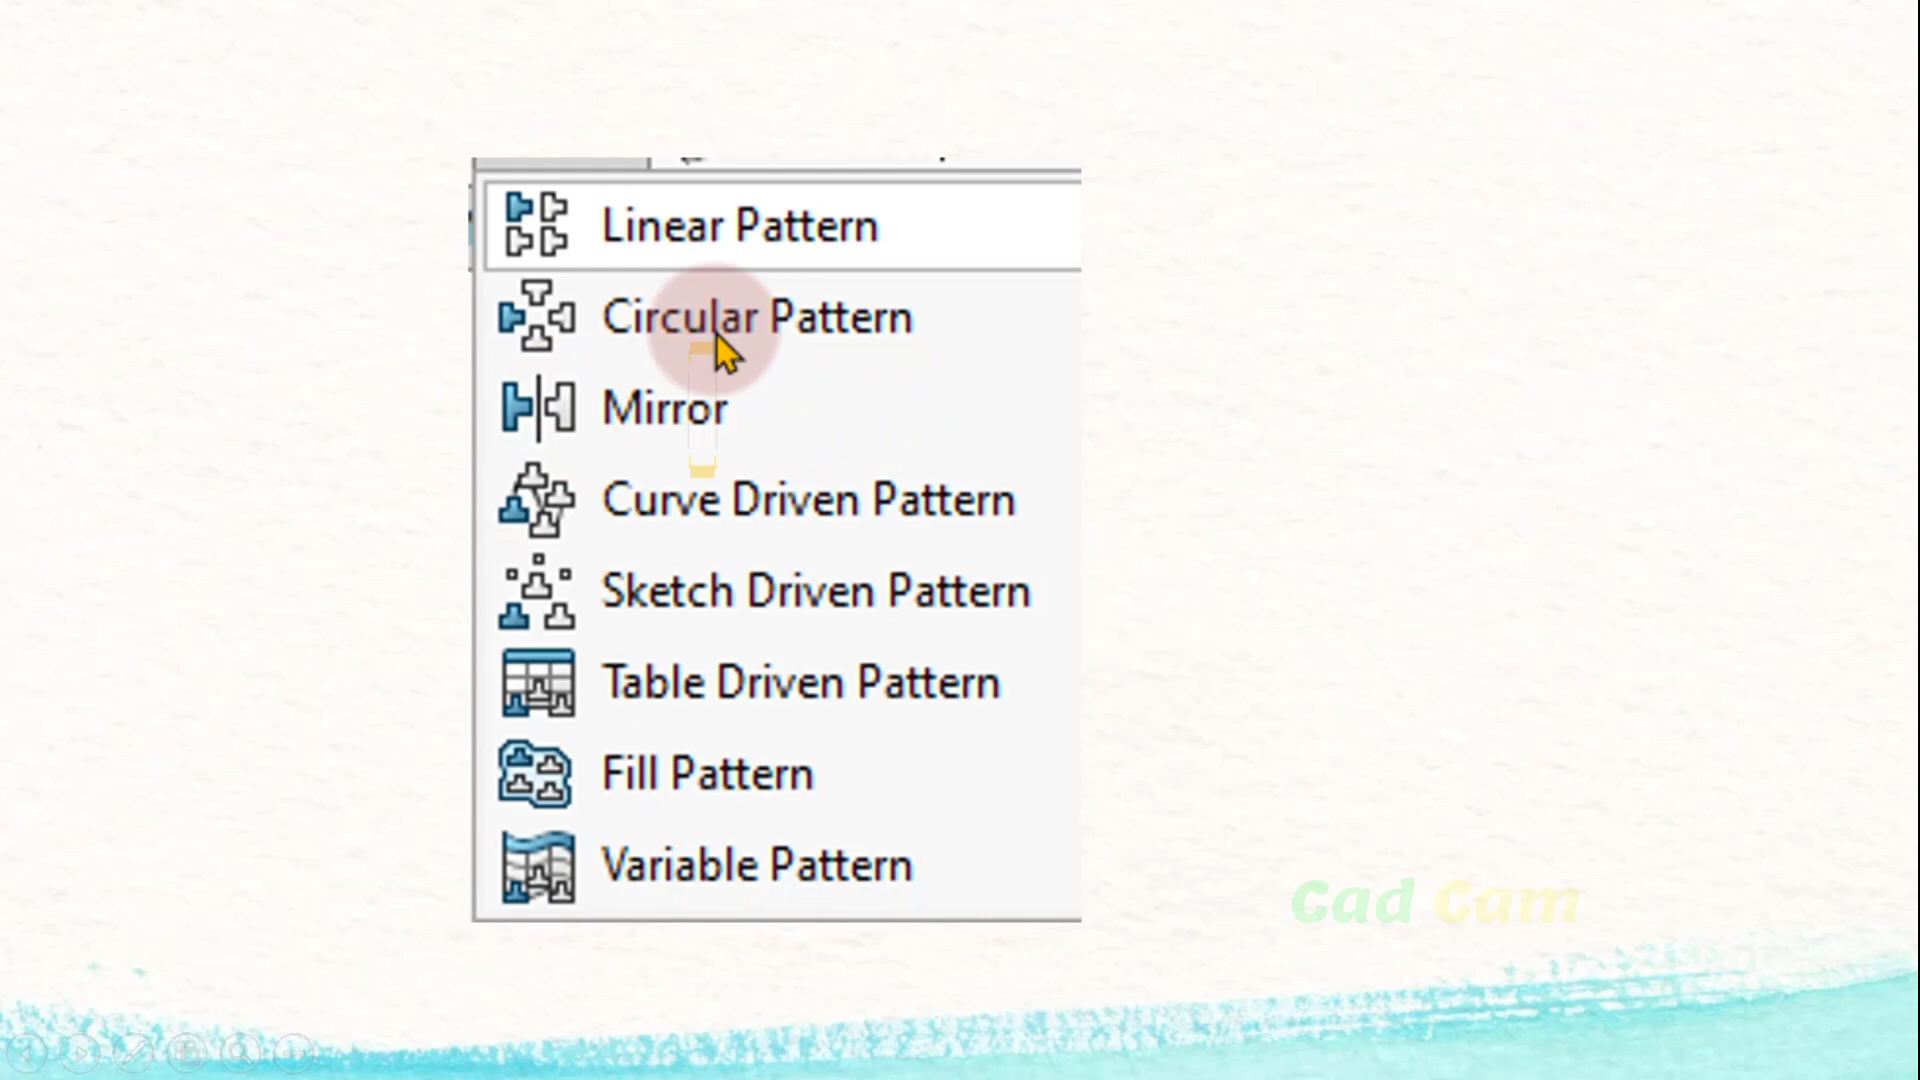 Linear Pattern
Circular Pattern
Mirror
Curve Driven Pattern
Sketch Driven Pattern
Table Driven Pattern
Fill Pattern
Variable Pattern
Cad Cam